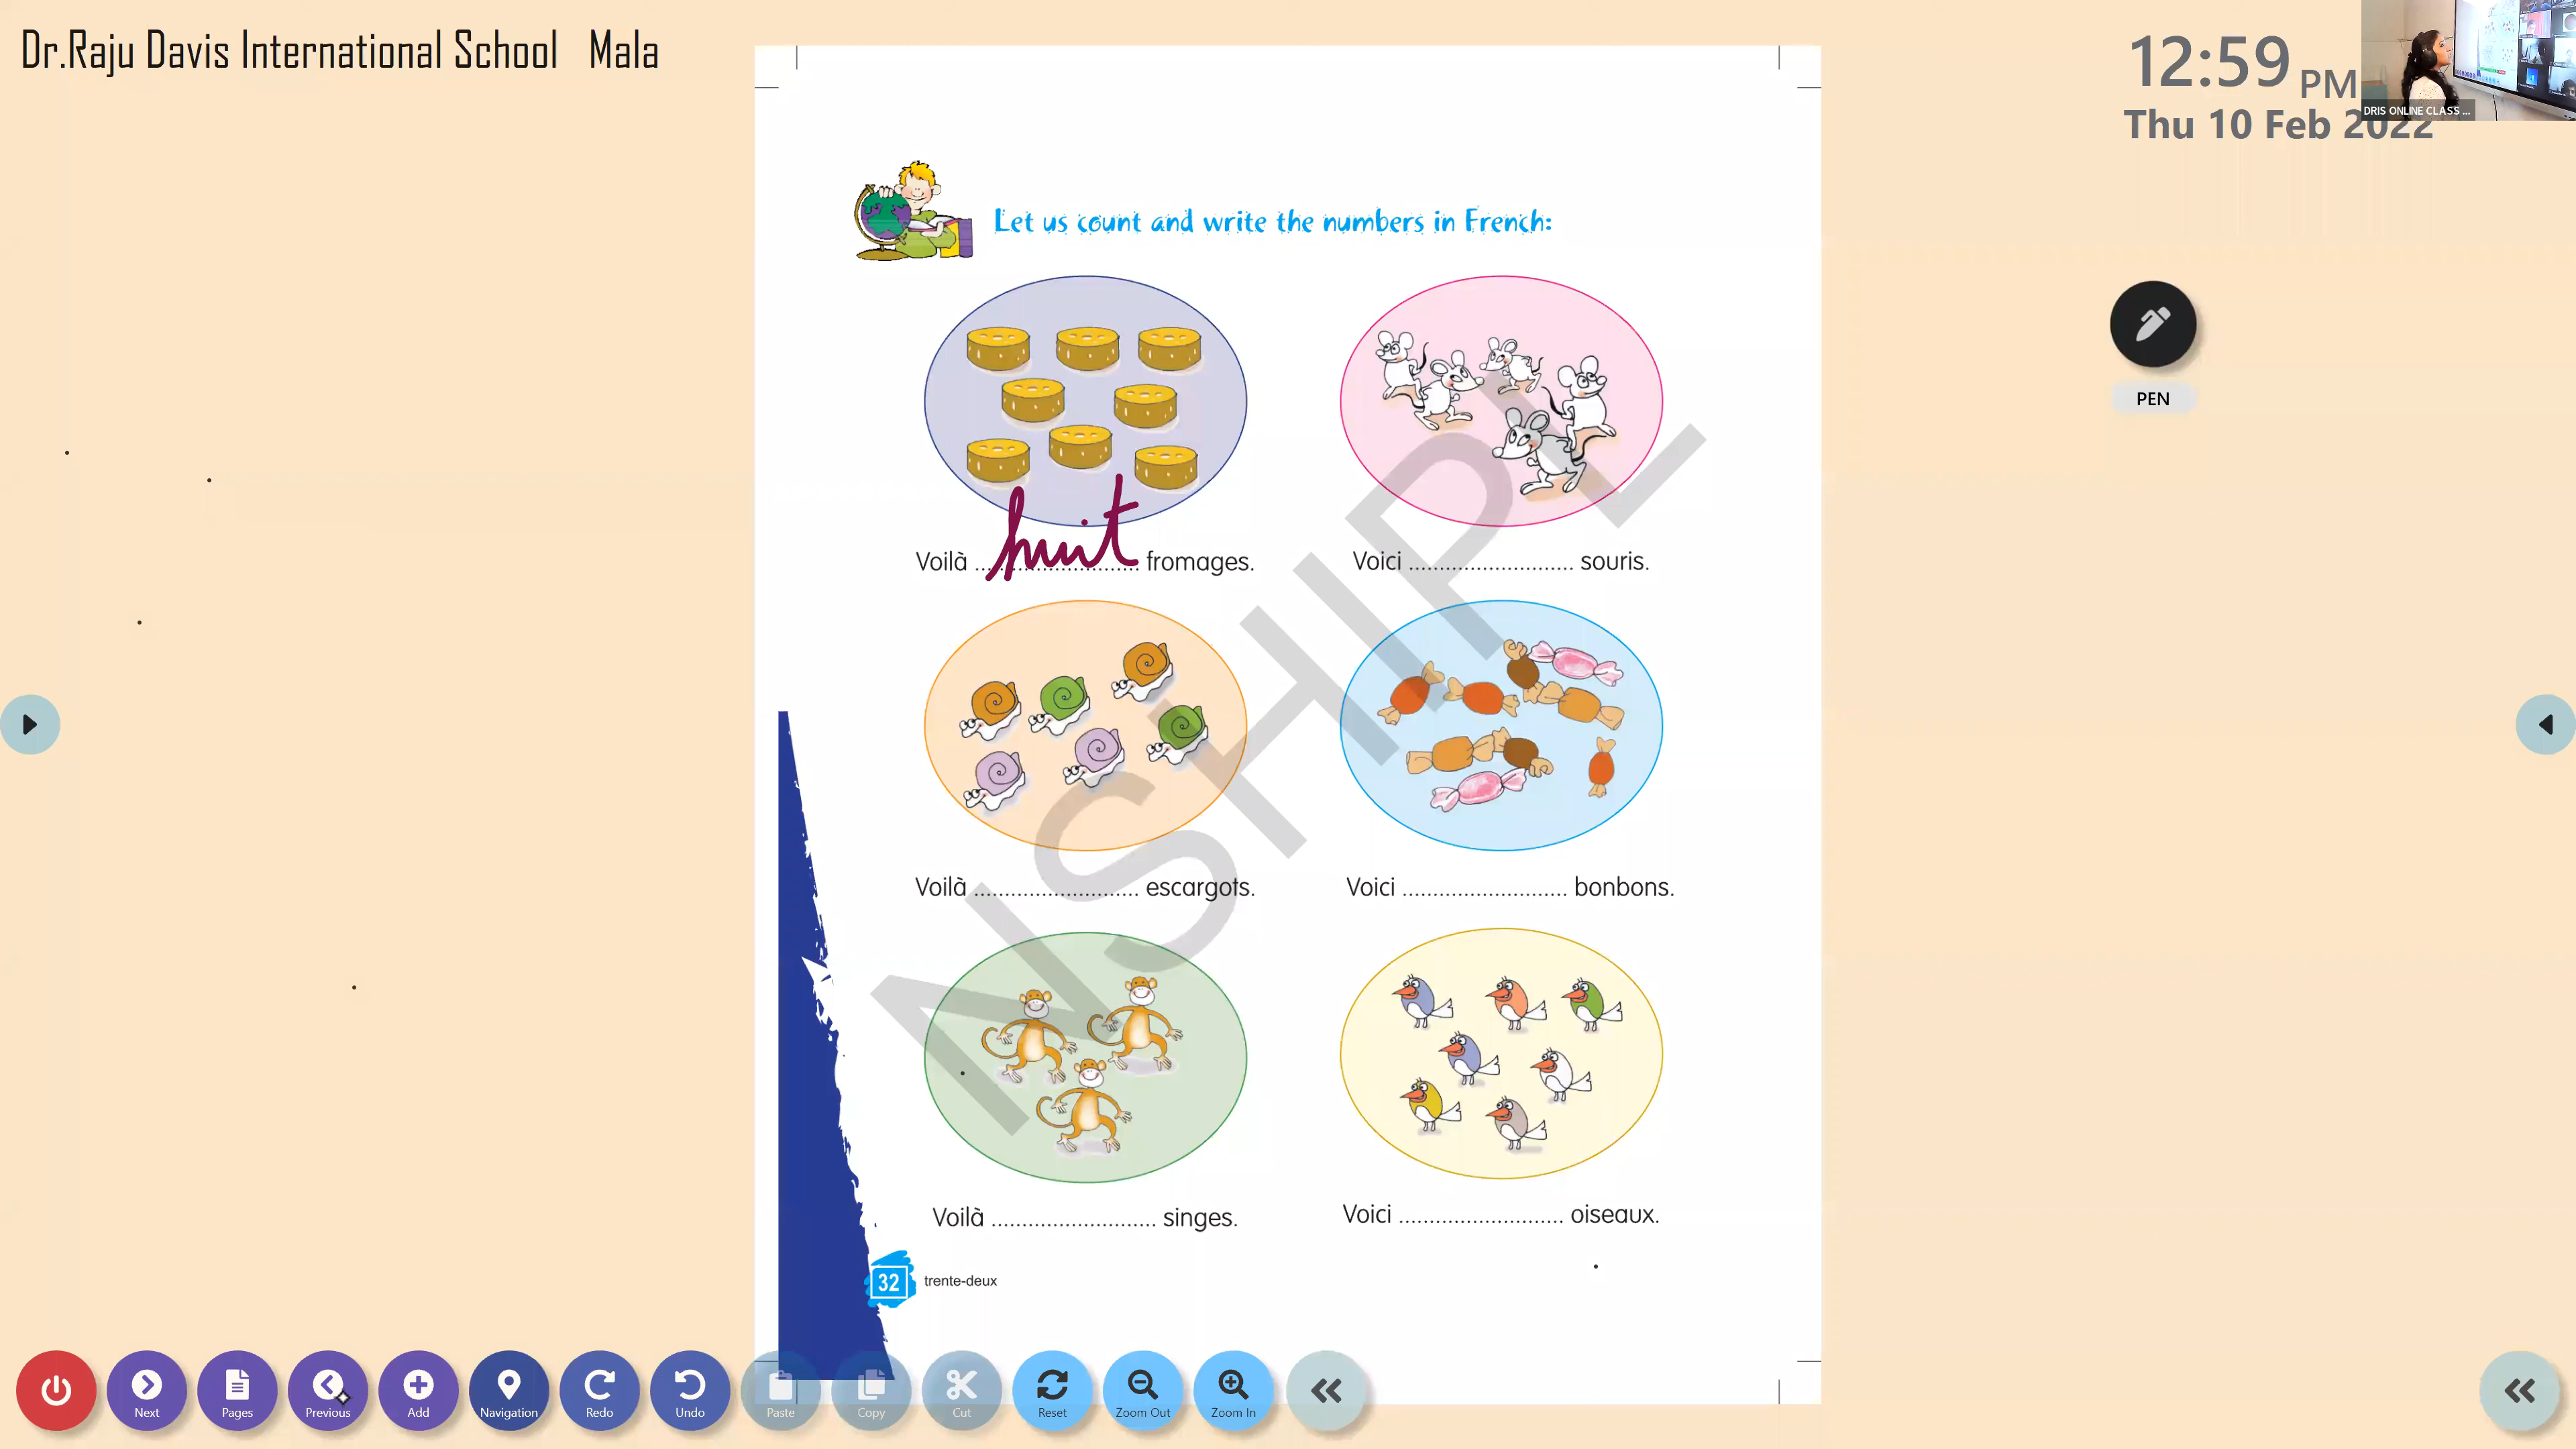 Dr.Raju Davis International School Mala
12:59 PM
Thu 10 Feb 2022
DRIS ONLINE CLASS ...
Let us count and write the numbers in French:
PEN
Voilà huit fromages.
Voici ........................... souris.
Voilà ........................... escargots.
Voici ........................... bonbons.
Voilà ........................... singes.
Voici ........................... oiseaux.
NSHIPL
32 trente-deux
Next
Pages
Previous
Add
Navigation
Redo
Undo
Paste
Copy
Cut
Reset
Zoom Out
Zoom In